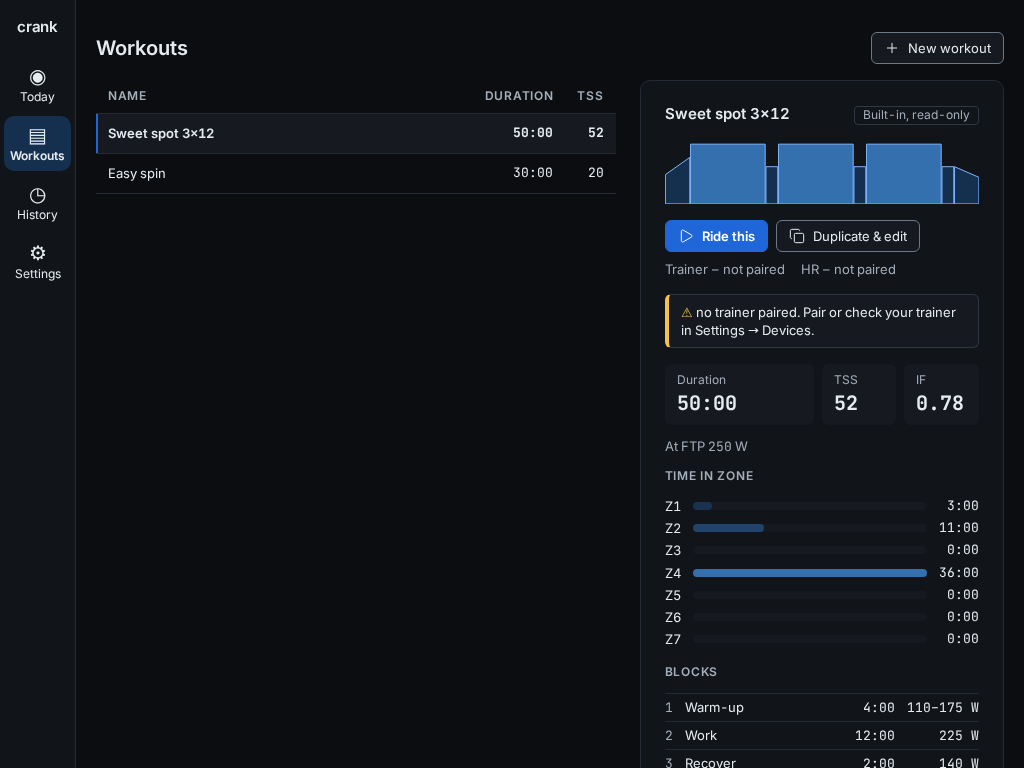 crank
Today
Workouts
History
Settings
Workouts
New workout
NAME DURATION TSS
Sweet spot 3×12 50:00 52
Easy spin 30:00 20
Sweet spot 3×12 Built-in, read-only
Ride this Duplicate & edit
Trainer – not paired HR – not paired
⚠ no trainer paired. Pair or check your trainer
in Settings → Devices.
Duration TSS IF
50:00 52 0.78
At FTP 250 W
TIME IN ZONE
Z1 3:00
Z2 11:00
Z3 0:00
Z4 36:00
Z5 0:00
Z6 0:00
Z7 0:00
BLOCKS
1 Warm-up 4:00 110–175 W
2 Work 12:00 225 W
3 Recover 2:00 140 W